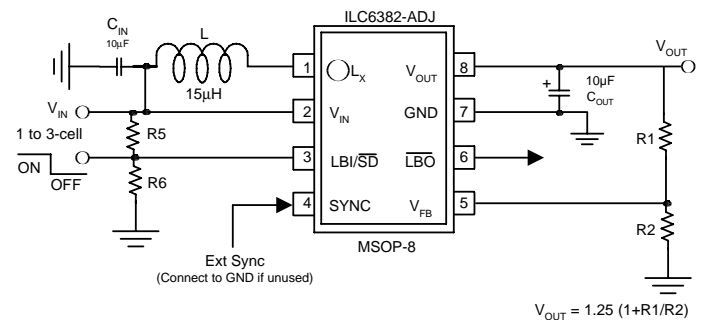 ILC6382-ADJ
C_IN
10µF
L
15µH
1
L_X
V_OUT
8
V_OUT
+
10µF
C_OUT
V_IN
2
V_IN
GND
7
1 to 3-cell
R5
R1
ON
OFF
3
LBI/S̅D̅
L̅B̅O̅
6
R6
4
SYNC
V_FB
5
R2
Ext Sync
(Connect to GND if unused)
MSOP-8
V_OUT = 1.25 (1+R1/R2)